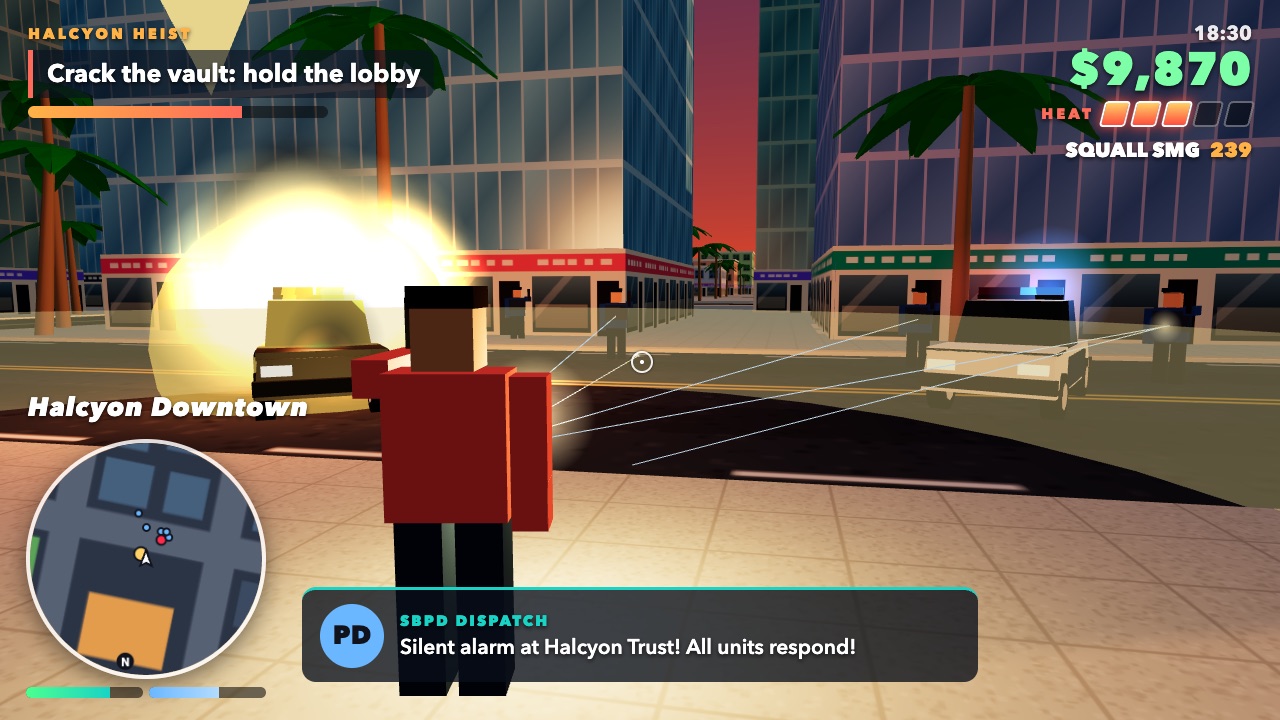 HALCYON HEIST
Crack the vault: hold the lobby
18:30
$9,870
HEAT
SQUALL SMG 239
Halcyon Downtown
N
PD
SBPD DISPATCH
Silent alarm at Halcyon Trust! All units respond!